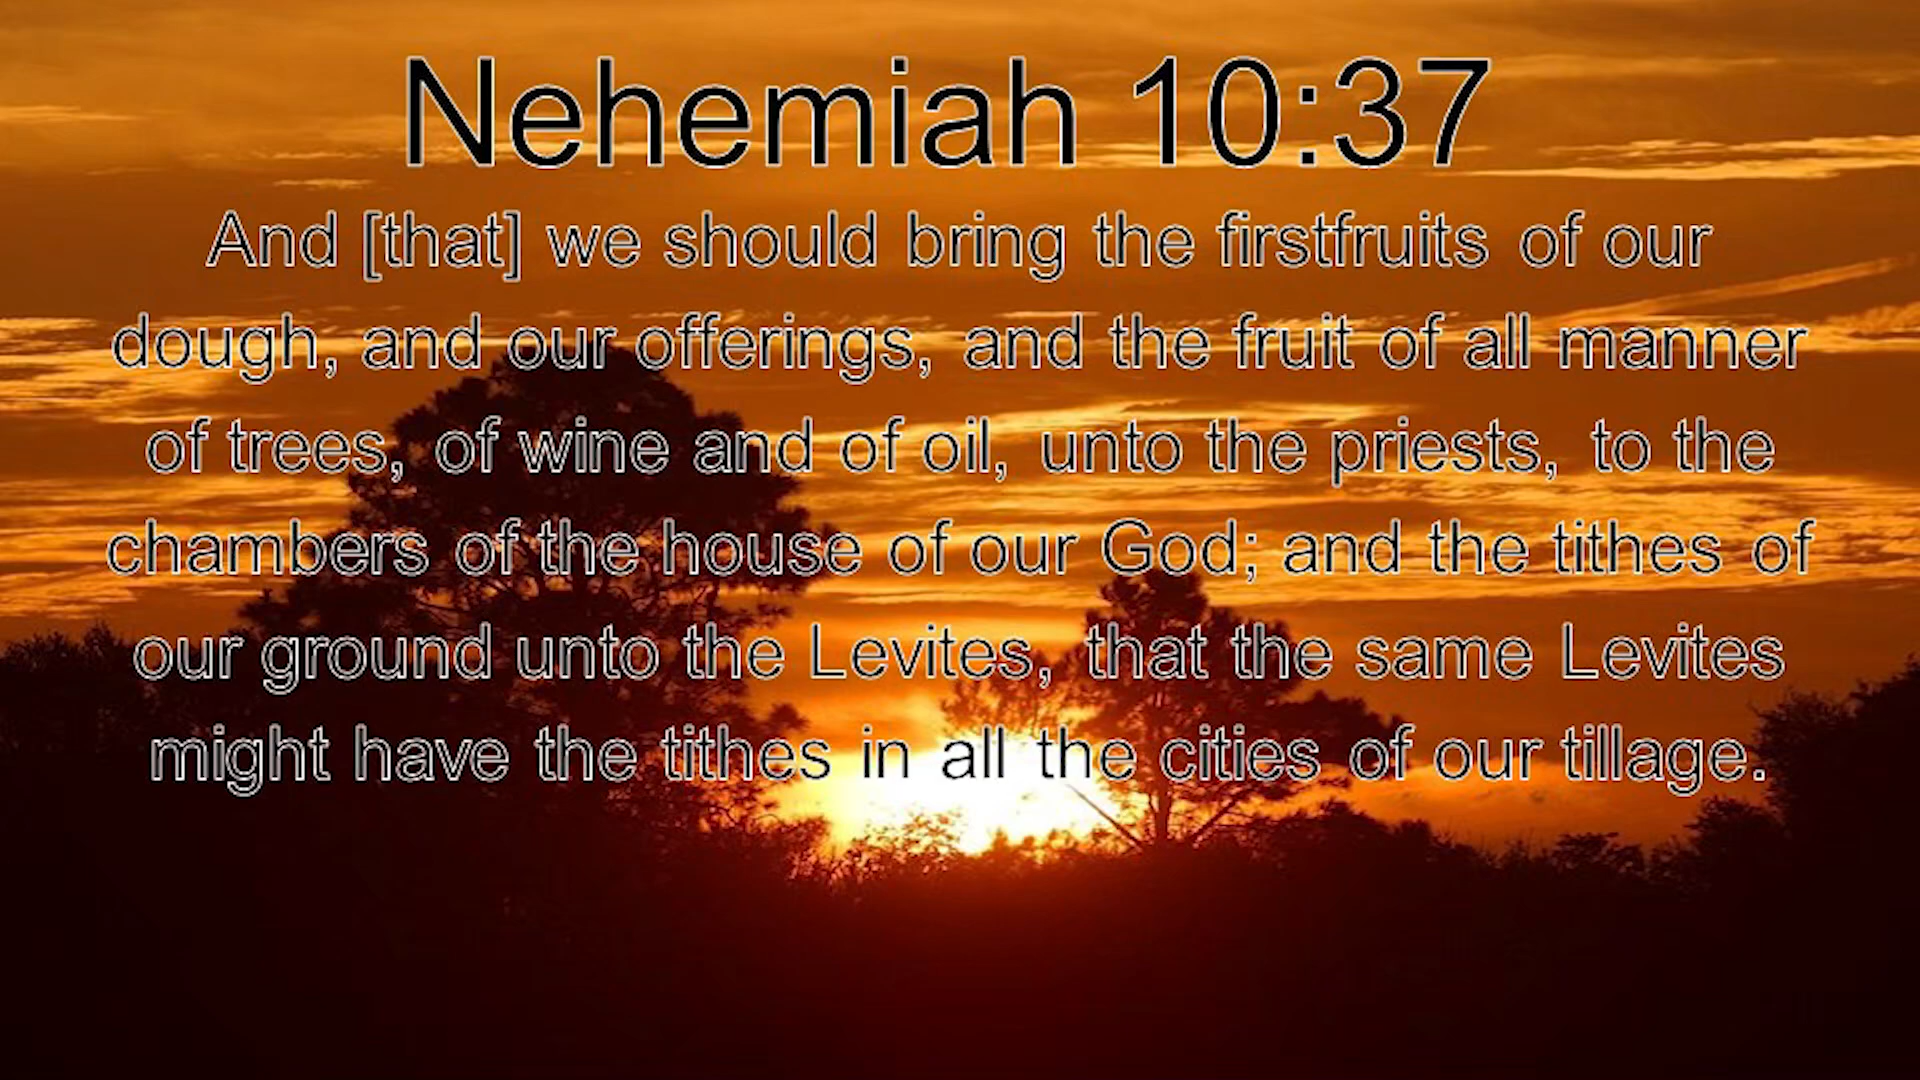 Nehemiah 10:37
And [that] we should bring the firstfruits of our
dough, and our offerings, and the fruit of all manner
of trees, of wine and of oil, unto the priests, to the
chambers of the house of our God; and the tithes of
our ground unto the Levites, that the same Levites
might have the tithes in all the cities of our tillage.